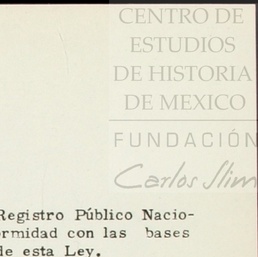 CENTRO DE
ESTUDIOS
DE HISTORIA
DE MEXICO
FUNDACIÓN
Carlos Slim
Registro Público Nacio-
ormidad con las bases
de esta Ley.